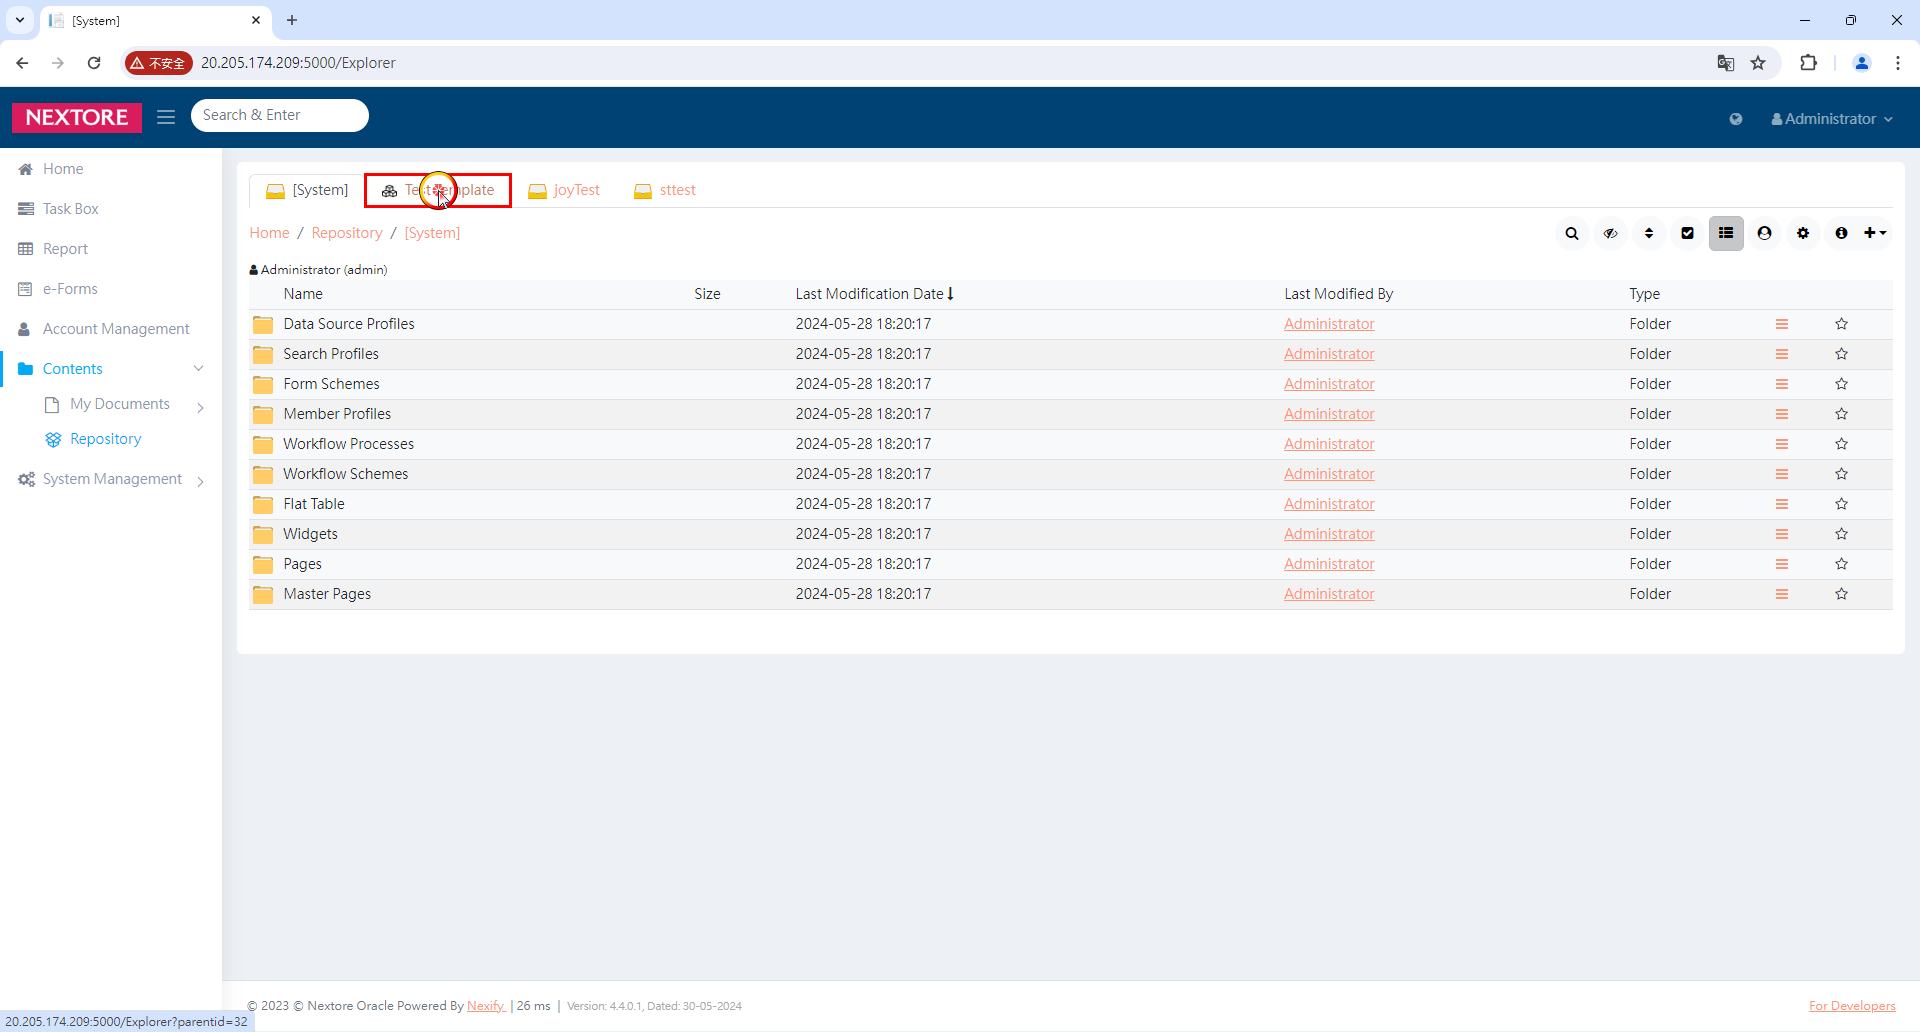 [System]
不安全
20.205.174.209:5000/Explorer
NEXTORE
Search & Enter
Administrator
Home
Task Box
Report
e-Forms
Account Management
Contents
My Documents
Repository
System Management
[System]
joyTest
sttest
Home / Repository / [System]
Administrator (admin)
Name Size Last Modification Date Last Modified By Type
Data Source Profiles 2024-05-28 18:20:17 Administrator Folder
Search Profiles 2024-05-28 18:20:17 Administrator Folder
Form Schemes 2024-05-28 18:20:17 Administrator Folder
Member Profiles 2024-05-28 18:20:17 Administrator Folder
Workflow Processes 2024-05-28 18:20:17 Administrator Folder
Workflow Schemes 2024-05-28 18:20:17 Administrator Folder
Flat Table 2024-05-28 18:20:17 Administrator Folder
Widgets 2024-05-28 18:20:17 Administrator Folder
Pages 2024-05-28 18:20:17 Administrator Folder
Master Pages 2024-05-28 18:20:17 Administrator Folder
© 2023 © Nextore Oracle Powered By Nexify | 26 ms | Version: 4.4.0.1, Dated: 30-05-2024
For Developers
20.205.174.209:5000/Explorer?parentid=32